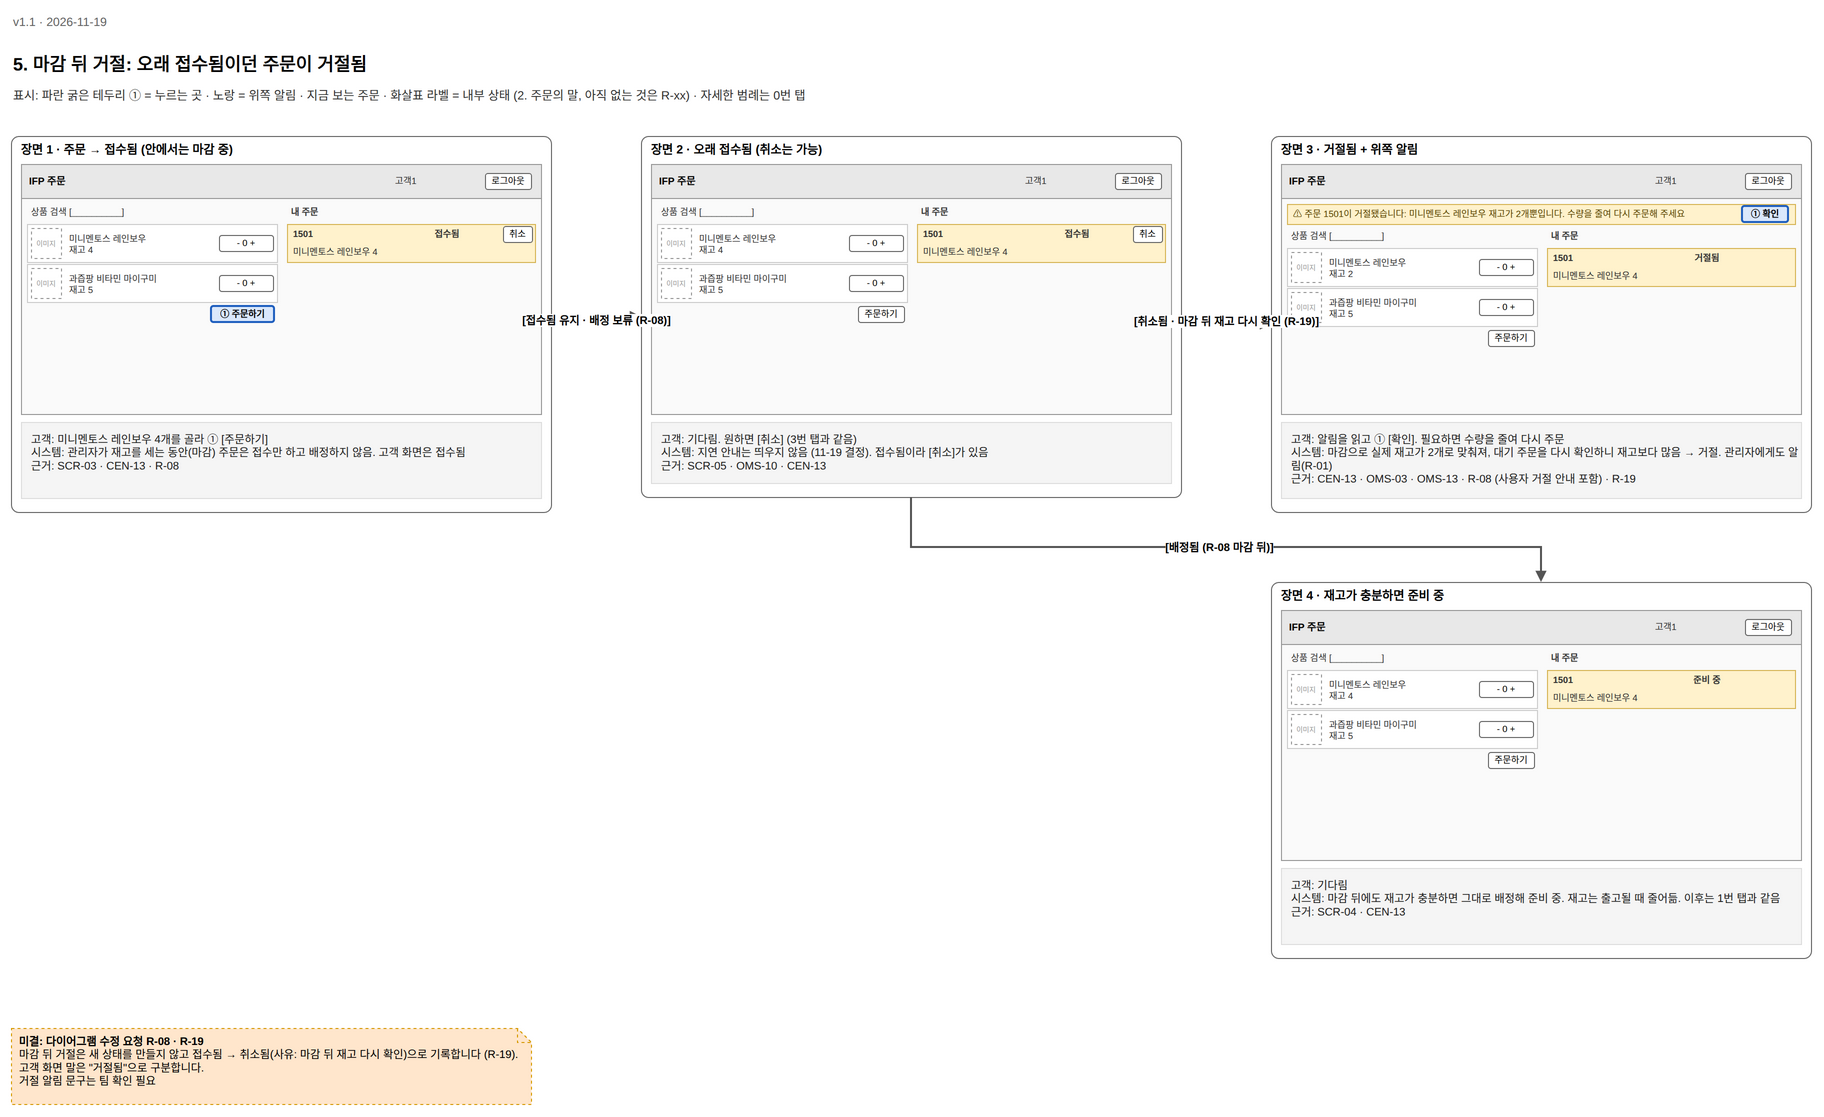 v1.1 · 2026-11-19
5. 마감 뒤 거절: 오래 접수됨이던 주문이 거절됨
표시: 파란 굵은 테두리 ① = 누르는 곳 · 노랑 = 위쪽 알림 · 지금 보는 주문 · 화살표 라벨 = 내부 상태 (2. 주문의 말, 아직 없는 것은 R-xx) · 자세한 범례는 0번 탭
장면 1 · 주문 → 접수됨 (안에서는 마감 중)
IFP 주문
고객1
로그아웃
상품 검색 [__________]
내 주문
이미지
미니멘토스 레인보우
재고 4
- 0 +
이미지
과즙팡 비타민 마이구미
재고 5
- 0 +
① 주문하기
1501
접수됨
취소
미니멘토스 레인보우 4
고객: 미니멘토스 레인보우 4개를 골라 ① [주문하기]
시스템: 관리자가 재고를 세는 동안(마감) 주문은 접수만 하고 배정하지 않음. 고객 화면은 접수됨
근거: SCR-03 · CEN-13 · R-08
[접수됨 유지 · 배정 보류 (R-08)]
장면 2 · 오래 접수됨 (취소는 가능)
IFP 주문
고객1
로그아웃
상품 검색 [__________]
내 주문
이미지
미니멘토스 레인보우
재고 4
- 0 +
이미지
과즙팡 비타민 마이구미
재고 5
- 0 +
주문하기
1501
접수됨
취소
미니멘토스 레인보우 4
고객: 기다림. 원하면 [취소] (3번 탭과 같음)
시스템: 지연 안내는 띄우지 않음 (11-19 결정). 접수됨이라 [취소]가 있음
근거: SCR-05 · OMS-10 · CEN-13
[취소됨 · 마감 뒤 재고 다시 확인 (R-19)]
장면 3 · 거절됨 + 위쪽 알림
IFP 주문
고객1
로그아웃
⚠ 주문 1501이 거절됐습니다: 미니멘토스 레인보우 재고가 2개뿐입니다. 수량을 줄여 다시 주문해 주세요
① 확인
상품 검색 [__________]
내 주문
이미지
미니멘토스 레인보우
재고 2
- 0 +
이미지
과즙팡 비타민 마이구미
재고 5
- 0 +
주문하기
1501
거절됨
미니멘토스 레인보우 4
고객: 알림을 읽고 ① [확인]. 필요하면 수량을 줄여 다시 주문
시스템: 마감으로 실제 재고가 2개로 맞춰져, 대기 주문을 다시 확인하니 재고보다 많음 → 거절. 관리자에게도 알
림(R-01)
근거: CEN-13 · OMS-03 · OMS-13 · R-08 (사용자 거절 안내 포함) · R-19
[배정됨 (R-08 마감 뒤)]
장면 4 · 재고가 충분하면 준비 중
IFP 주문
고객1
로그아웃
상품 검색 [__________]
내 주문
이미지
미니멘토스 레인보우
재고 4
- 0 +
이미지
과즙팡 비타민 마이구미
재고 5
- 0 +
주문하기
1501
준비 중
미니멘토스 레인보우 4
고객: 기다림
시스템: 마감 뒤에도 재고가 충분하면 그대로 배정해 준비 중. 재고는 출고될 때 줄어듦. 이후는 1번 탭과 같음
근거: SCR-04 · CEN-13
미결: 다이어그램 수정 요청 R-08 · R-19
마감 뒤 거절은 새 상태를 만들지 않고 접수됨 → 취소됨(사유: 마감 뒤 재고 다시 확인)으로 기록합니다 (R-19).
고객 화면 말은 "거절됨"으로 구분합니다.
거절 알림 문구는 팀 확인 필요